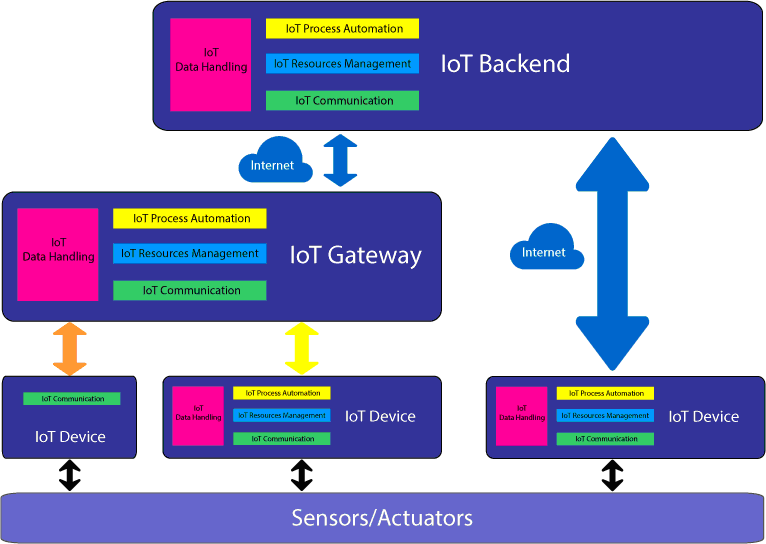 IoT
Data Handling
IoT Process Automation
IoT Resources Management
IoT Communication
IoT Backend
Internet
IoT
Data Handling
IoT Process Automation
IoT Resources Management
IoT Communication
IoT Gateway
Internet
IoT Communication
IoT Device
IoT
Data Handling
IoT Process Automation
IoT Resources Management
IoT Communication
IoT Device
IoT
Data Handling
IoT Process Automation
IoT Resources Management
IoT Communication
IoT Device
Sensors/Actuators